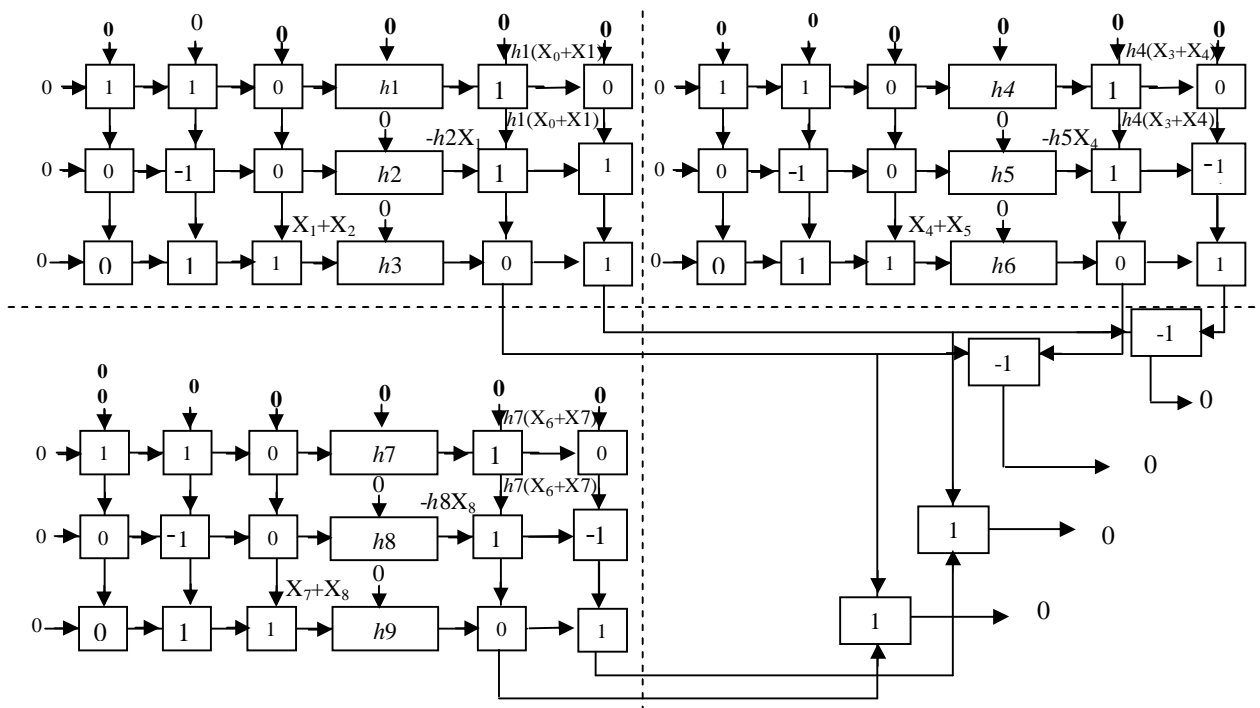 0 0 0 0 0 0
h1(X0+X1)
0 1 1 0 h1 1 0
0 h1(X0+X1)
-h2X1
0 0 -1 0 h2 1 1
X1+X2 0
0 0 1 1 h3 0 1
0 0 0 0 0 0
h4(X3+X4)
0 1 1 0 h4 1 0
0 h4(X3+X4)
-h5X4
0 0 -1 0 h5 1 -1
X4+X5 0
0 0 1 1 h6 0 1
-1
-1
0
0
0 0 0 0 0 0
0
h7(X6+X7)
0 1 1 0 h7 1 0
0 h7(X6+X7)
-h8X8
0 0 -1 0 h8 1 -1
X7+X8 0
0 0 1 1 h9 0 1
1 0
1 0